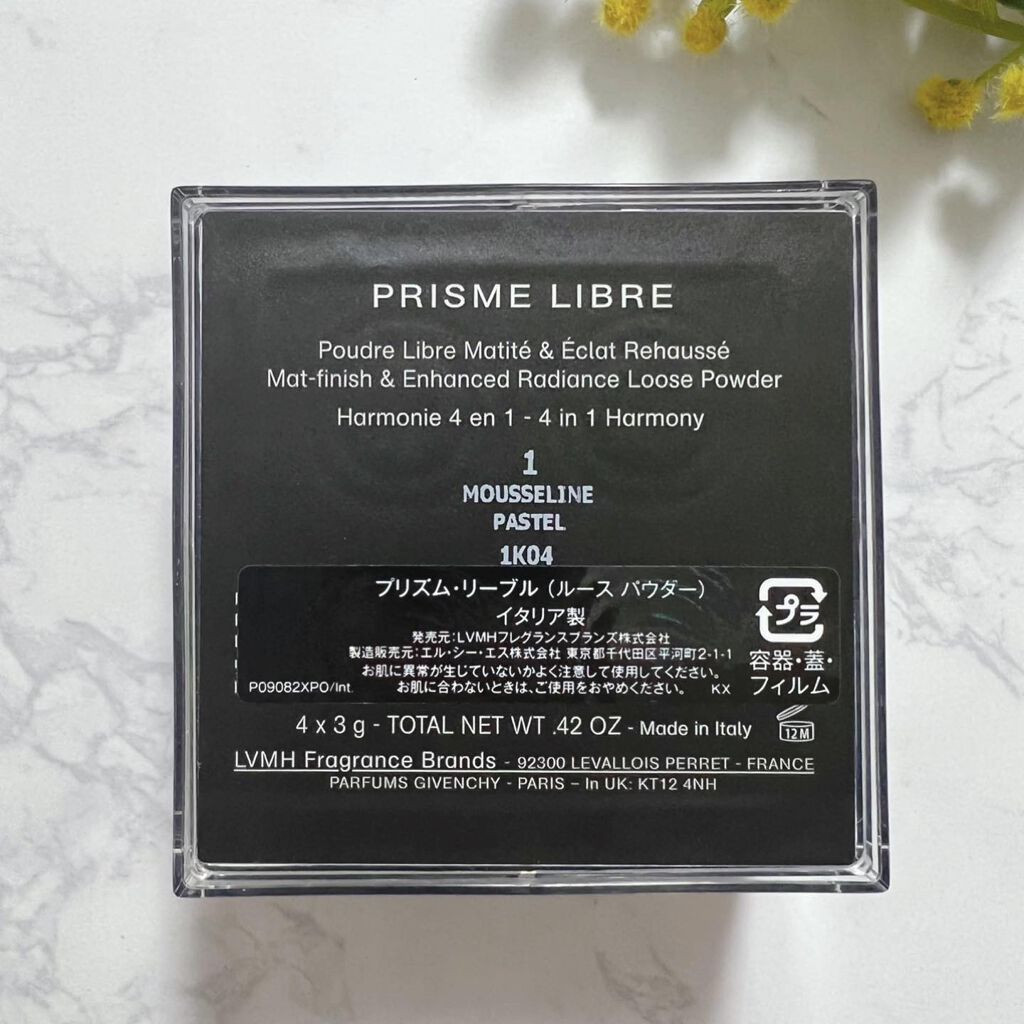 PRISME LIBRE
Poudre Libre Matité & Éclat Rehaussé
Mat-finish & Enhanced Radiance Loose Powder
Harmonie 4 en 1 - 4 in 1 Harmony
1
MOUSSELINE
PASTEL
1K04
プリズム・リーブル（ルース パウダー）
イタリア製
発売元:LVMHフレグランスブランズ株式会社
製造販売元:エル・シー・エス株式会社 東京都千代田区平河町2-1-1
お肌に異常が生じていないかよく注意して使用してください。
P09082XPO/Int. お肌に合わないときは、ご使用をおやめください。 KX
プラ
容器・蓋・
フィルム
4 x 3 g - TOTAL NET WT .42 OZ - Made in Italy
12 M
LVMH Fragrance Brands - 92300 LEVALLOIS PERRET - FRANCE
PARFUMS GIVENCHY - PARIS – In UK: KT12 4NH